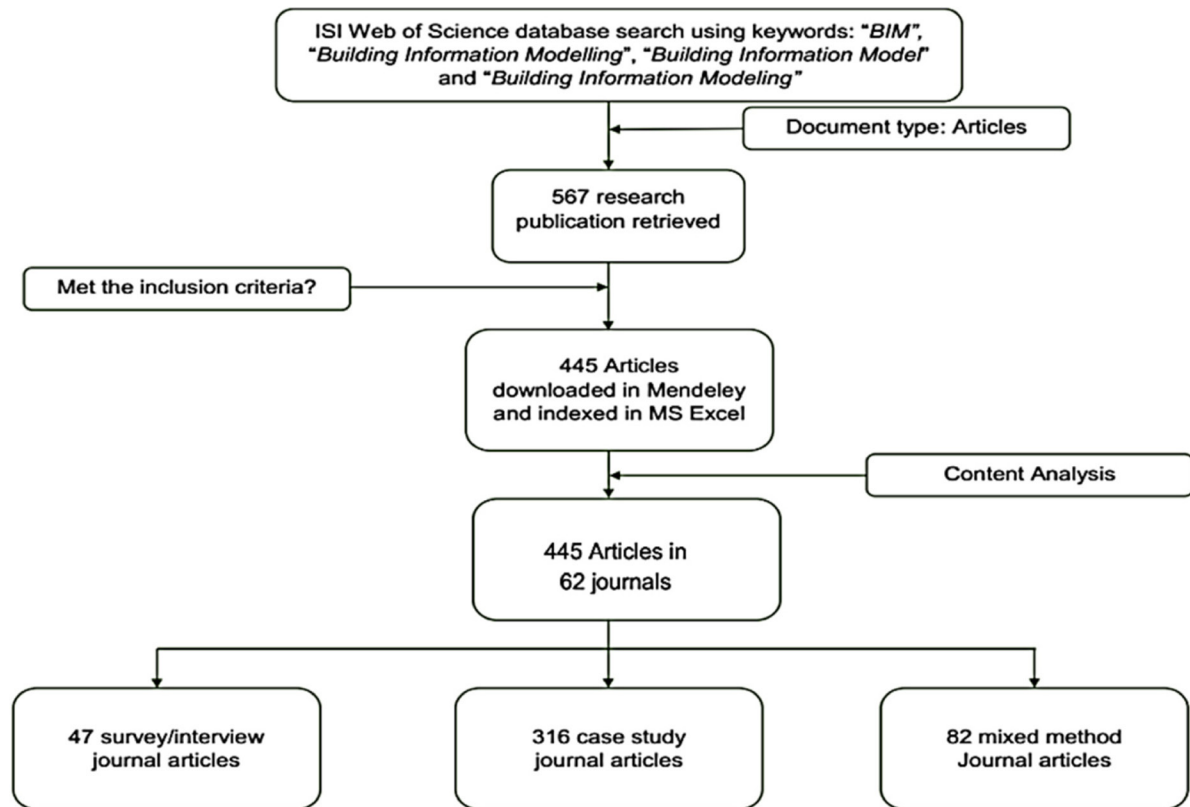 ISI Web of Science database search using keywords: “BIM”,
“Building Information Modelling”, “Building Information Model”
and “Building Information Modeling”
Document type: Articles
567 research
publication retrieved
Met the inclusion criteria?
445 Articles
downloaded in Mendeley
and indexed in MS Excel
Content Analysis
445 Articles in
62 journals
47 survey/interview
journal articles
316 case study
journal articles
82 mixed method
Journal articles